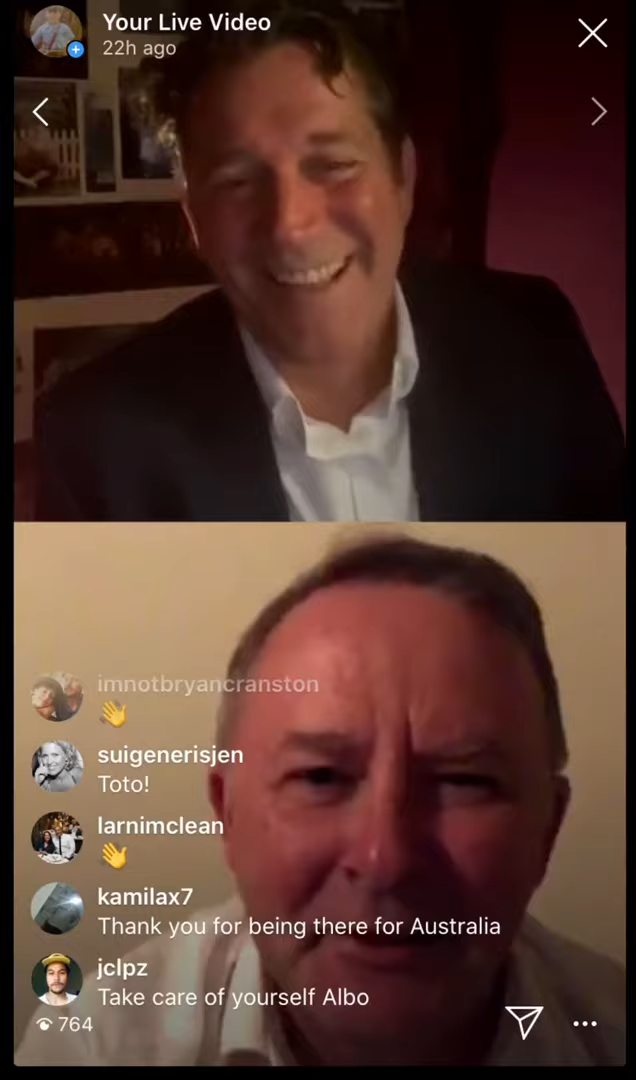 Your Live Video
22h ago
imnotbryancranston
👋
suigenerisjen
Toto!
larnimclean
👋
kamilax7
Thank you for being there for Australia
jclpz
Take care of yourself Albo
764